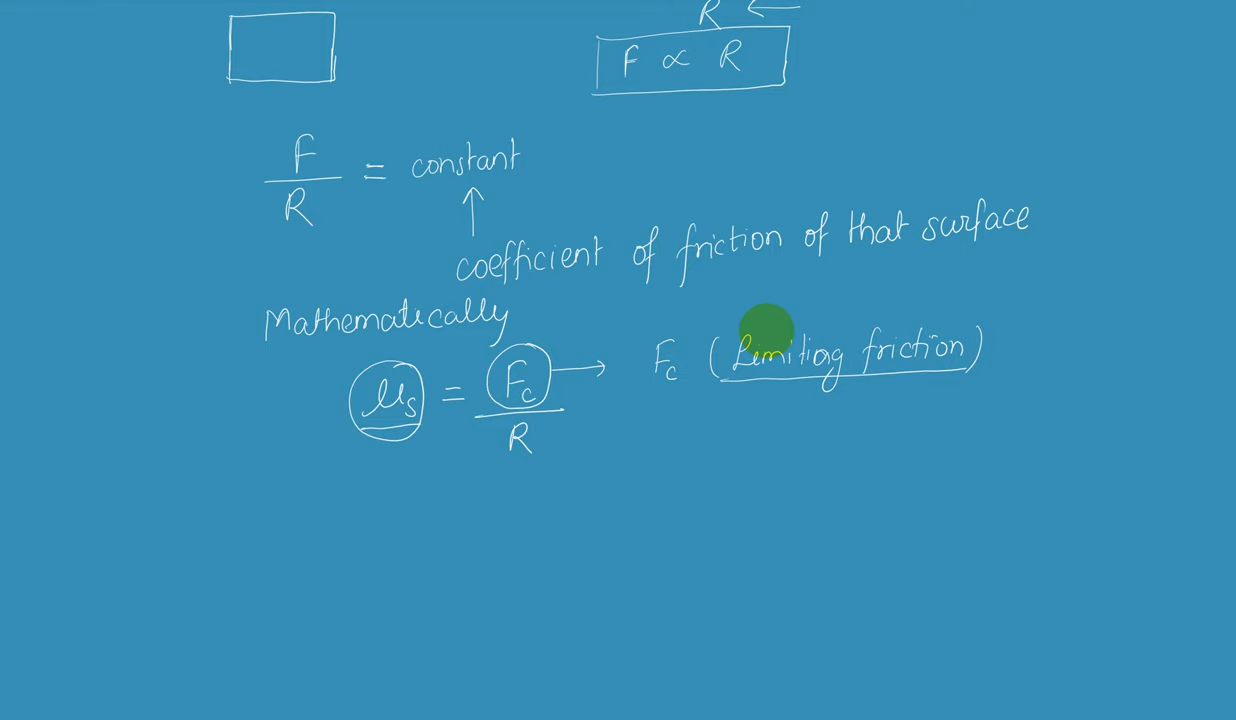 R ←
F ∝ R
F/R = constant
↑
coefficient of friction of that surface
Mathematically
μs = Fc/R → Fc (Limiting friction)